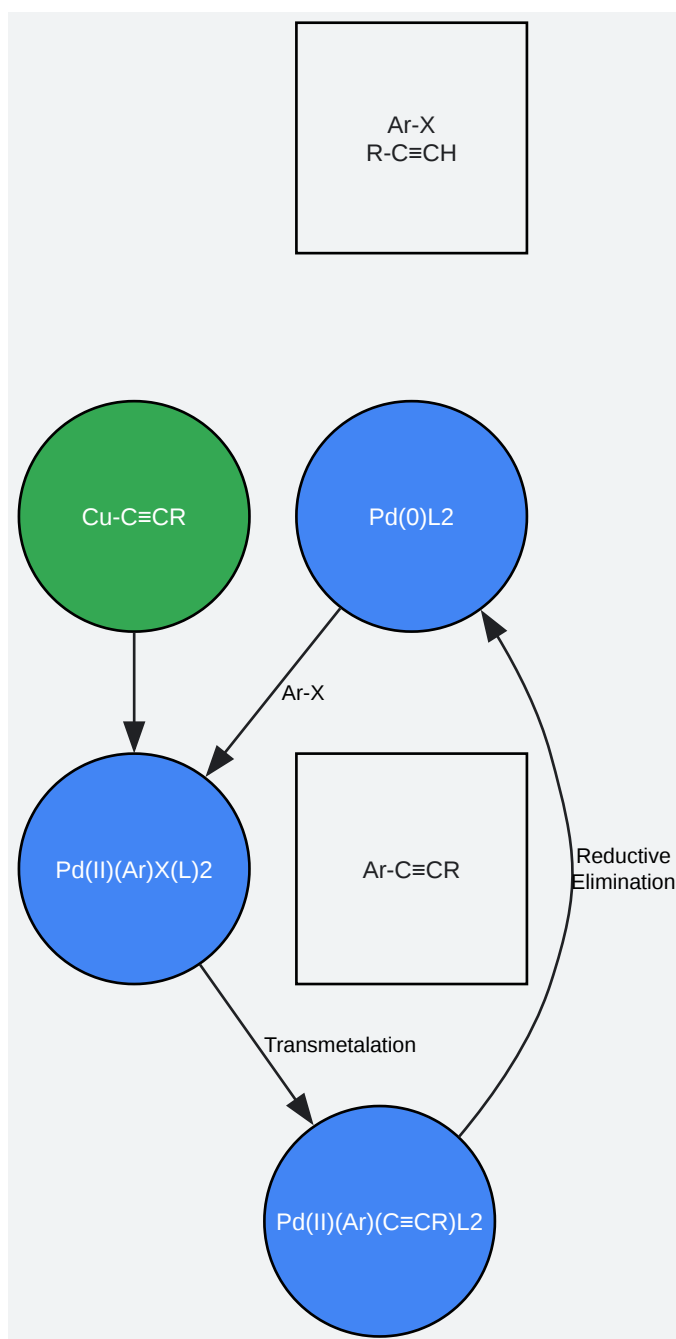 Ar-X
R-C≡CH
Cu-C≡CR
Pd(0)L2
Ar-X
Pd(II)(Ar)X(L)2
Ar-C≡CR
Reductive
Elimination
Transmetalation
Pd(II)(Ar)(C≡CR)L2